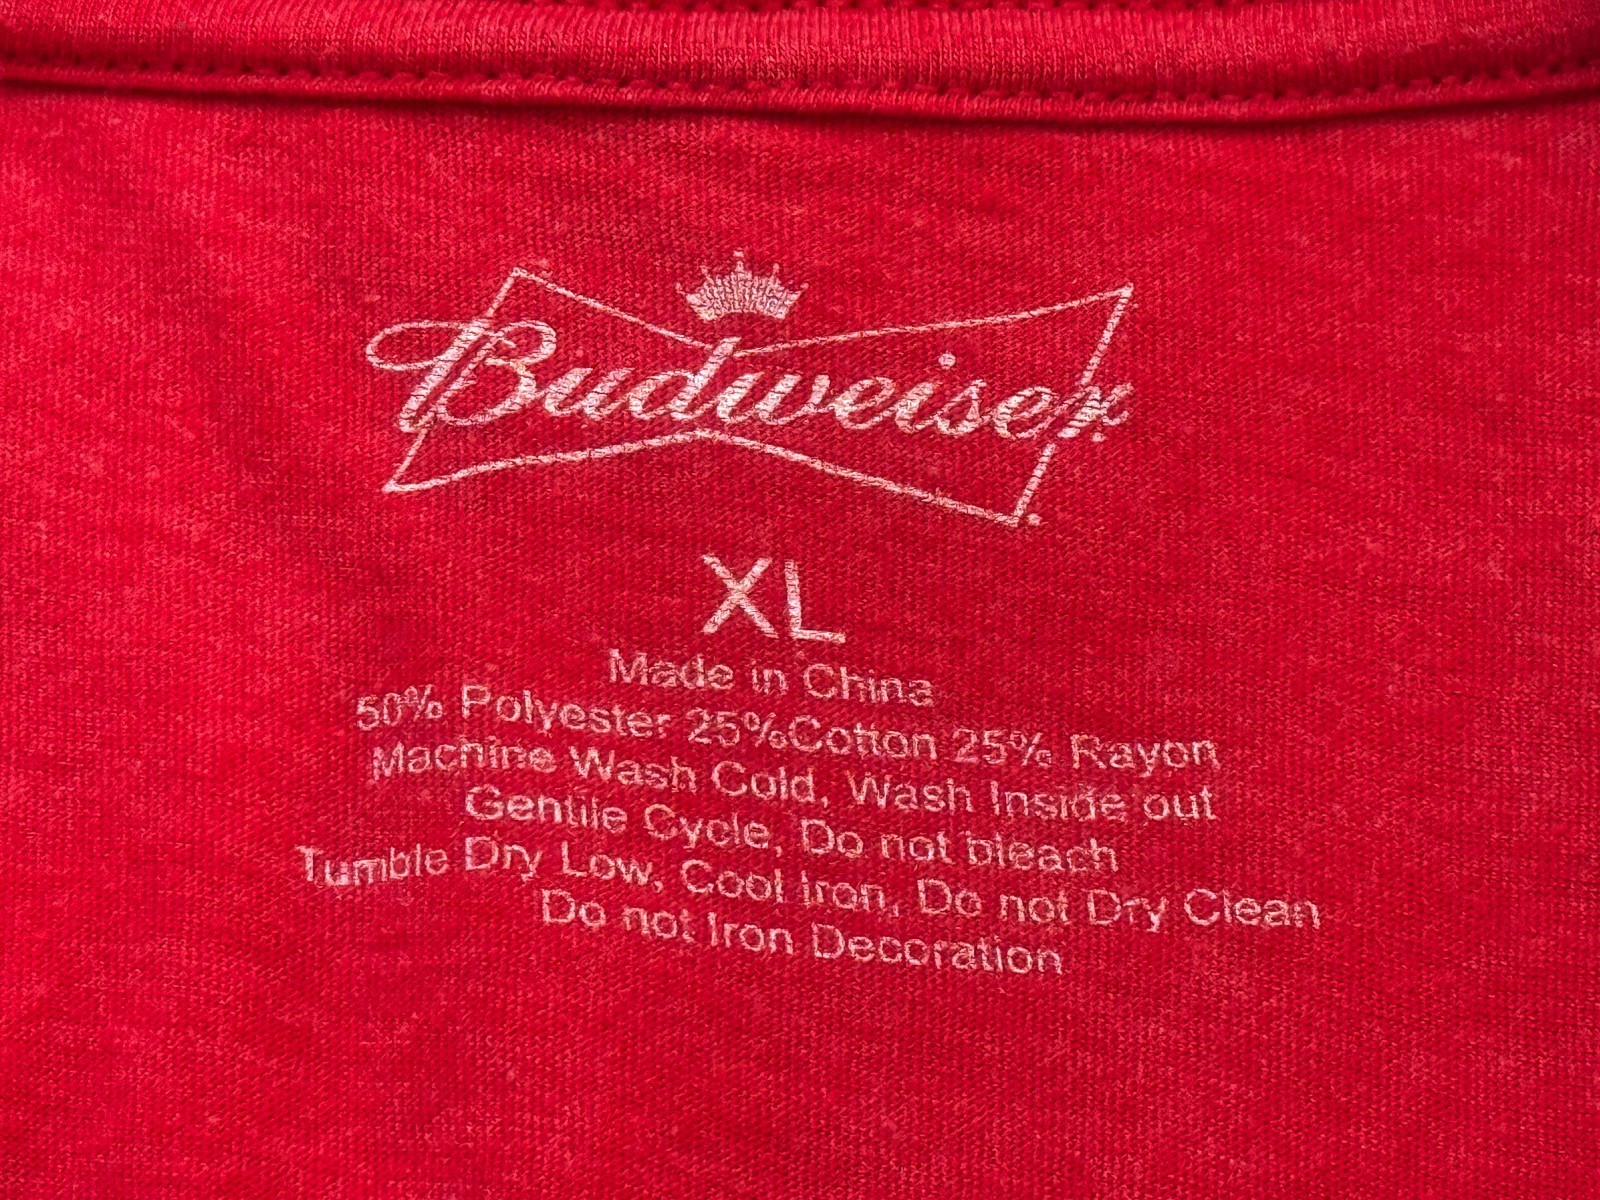 Budweiser
XL
Made in China
50% Polyester 25%Cotton 25% Rayon
Machine Wash Cold, Wash Inside out
Gentile Cycle, Do not bleach
Tumble Dry Low, Cool Iron, Do not Dry Clean
Do not Iron Decoration